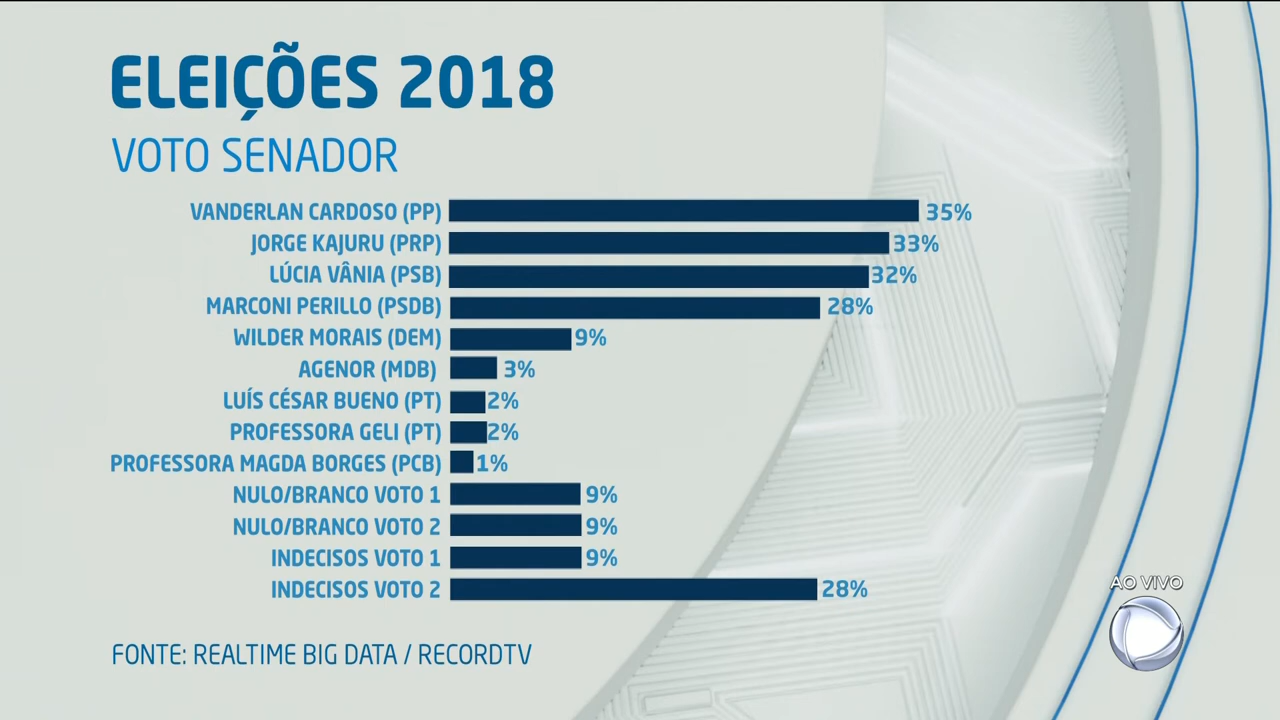 ELEIÇÕES 2018
VOTO SENADOR
VANDERLAN CARDOSO (PP) 35%
JORGE KAJURU (PRP) 33%
LÚCIA VÂNIA (PSB) 32%
MARCONI PERILLO (PSDB) 28%
WILDER MORAIS (DEM) 9%
AGENOR (MDB) 3%
LUÍS CÉSAR BUENO (PT) 2%
PROFESSORA GELI (PT) 2%
PROFESSORA MAGDA BORGES (PCB) 1%
NULO/BRANCO VOTO 1 9%
NULO/BRANCO VOTO 2 9%
INDECISOS VOTO 1 9%
INDECISOS VOTO 2 28%
AO VIVO
FONTE: REALTIME BIG DATA / RECORDTV